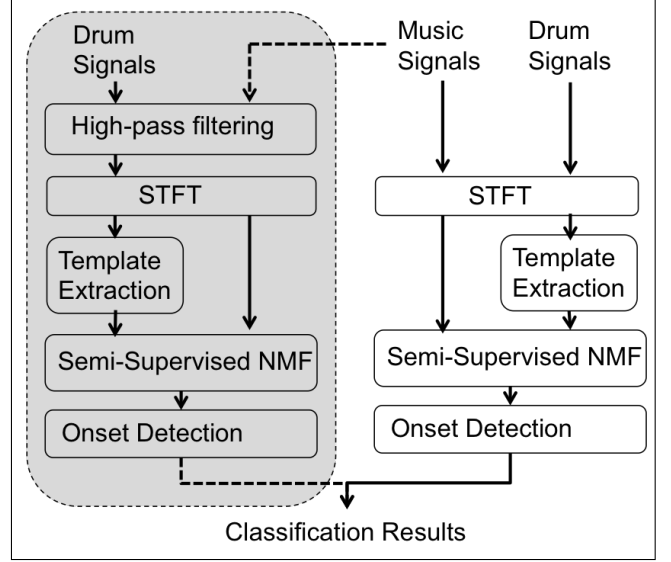 Drum
Signals
Music
Signals
Drum
Signals
High-pass filtering
STFT
STFT
Template
Extraction
Template
Extraction
Semi-Supervised NMF
Semi-Supervised NMF
Onset Detection
Onset Detection
Classification Results